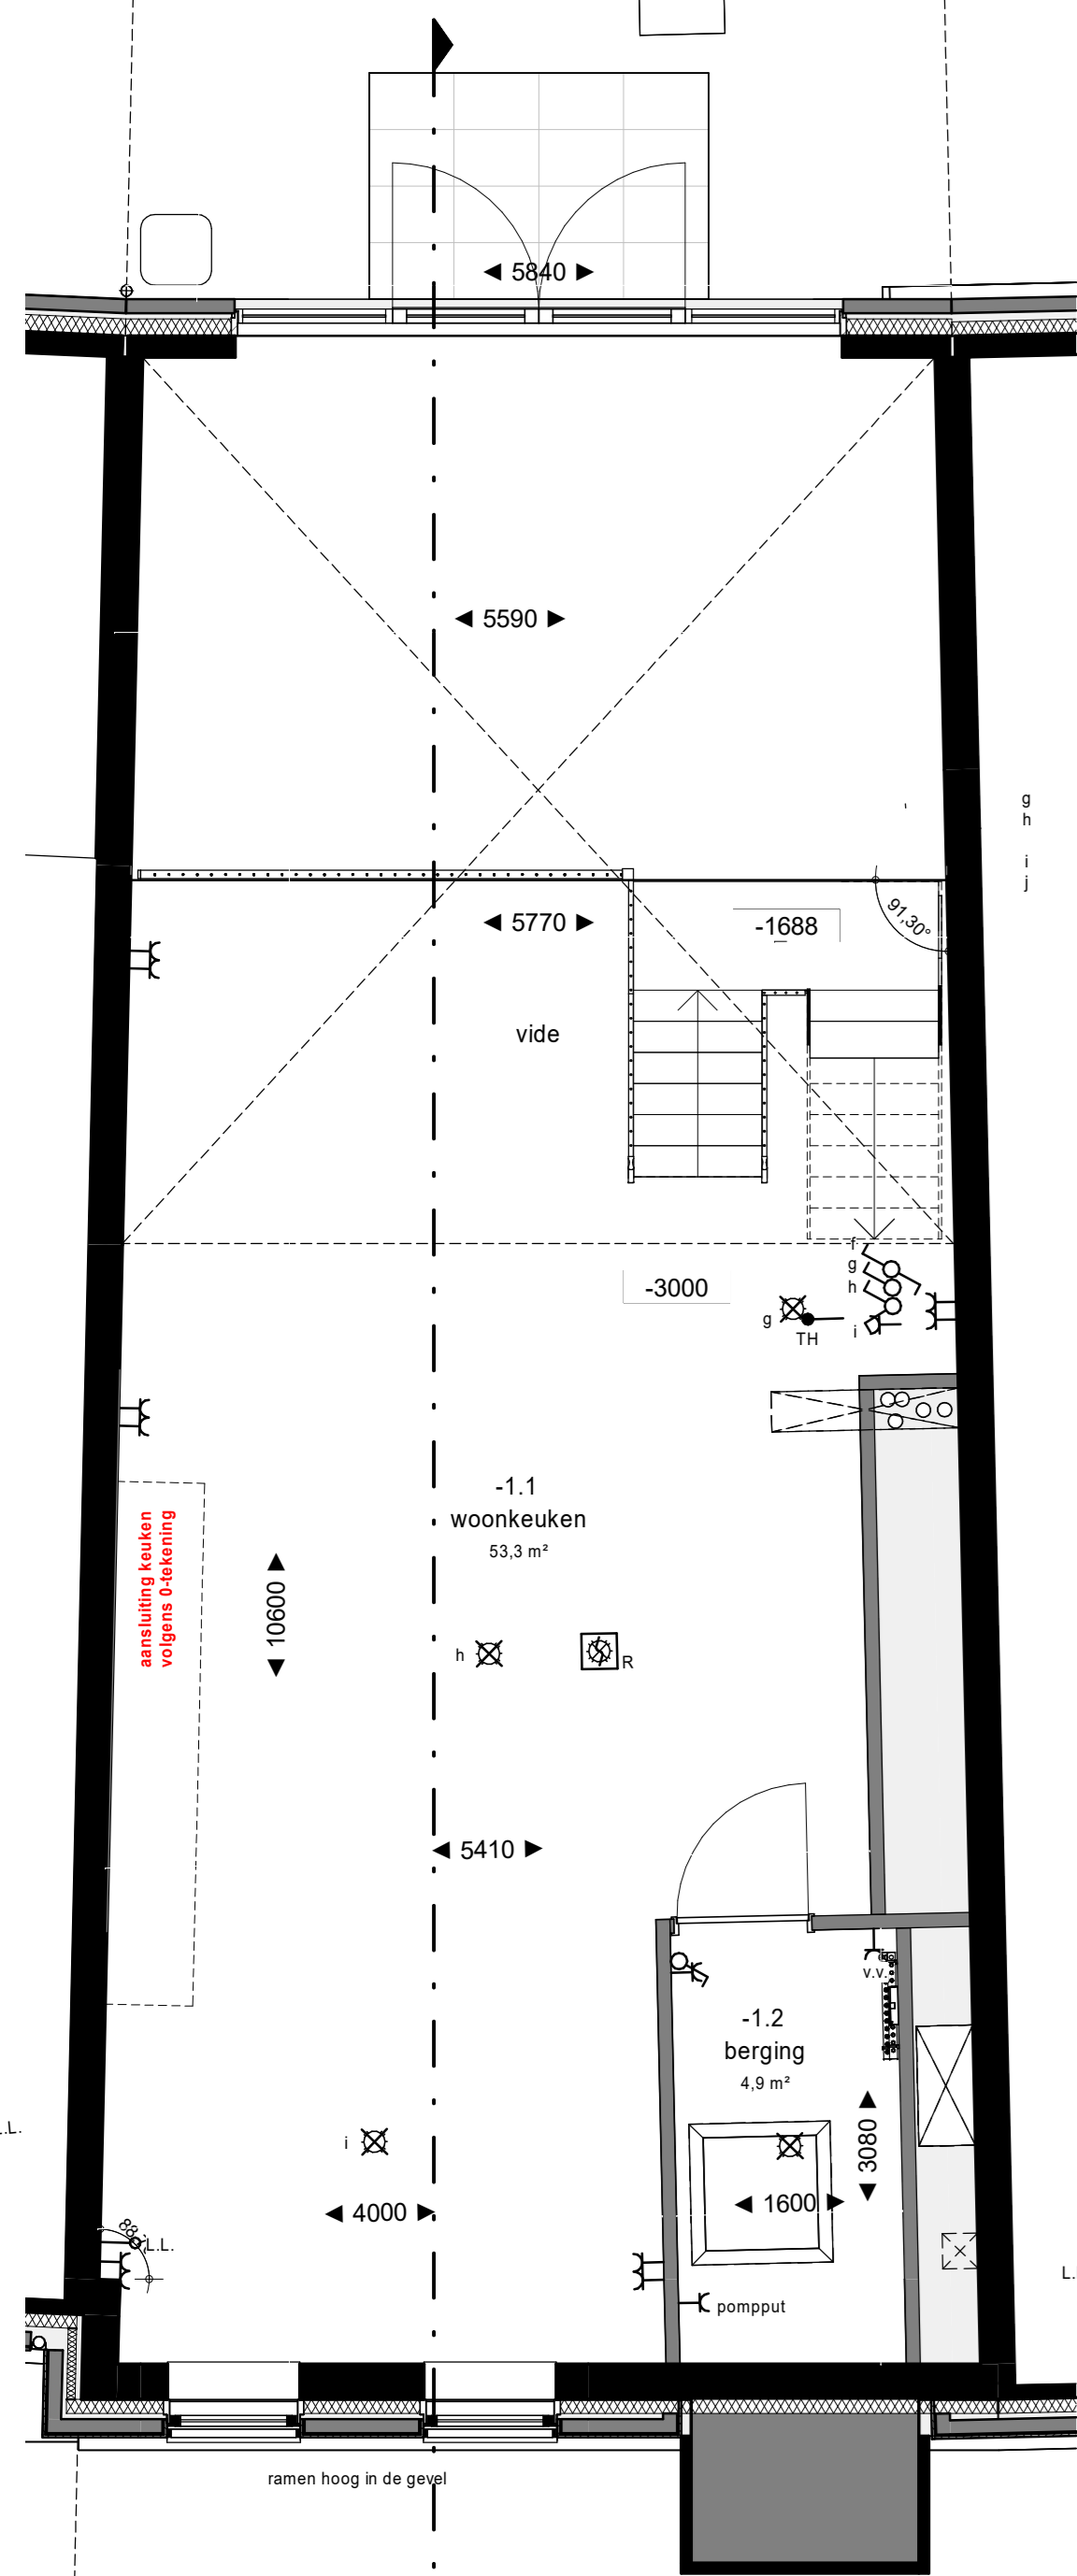 ◄ 5840 ►
◄ 5590 ►
g
h
i
j
◄ 5770 ►
-1688
91,30°
vide
-3000
f
g
h
i
g
TH
-1.1
woonkeuken
53,3 m²
aansluiting keuken
volgens 0-tekening
◄ 10600 ►
h
R
◄ 5410 ►
v.v.
-1.2
berging
4,9 m²
.L.
i
◄ 3080 ►
◄ 1600 ►
◄ 4000 ►
L.L.
L.
pompput
ramen hoog in de gevel